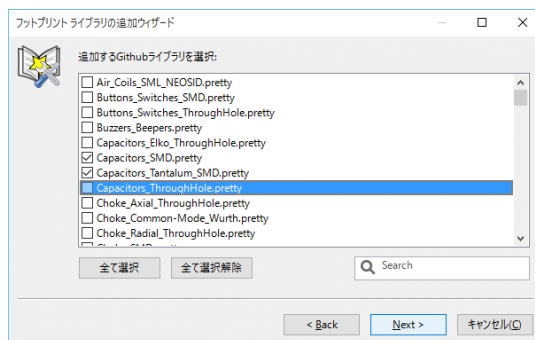 フットプリント ライブラリの追加ウィザード
追加するGithubライブラリを選択:
Air_Coils_SML_NEOSID.pretty
Buttons_Switches_SMD.pretty
Buttons_Switches_ThroughHole.pretty
Buzzers_Beepers.pretty
Capacitors_Elko_ThroughHole.pretty
Capacitors_SMD.pretty
Capacitors_Tantalum_SMD.pretty
Capacitors_ThroughHole.pretty
Choke_Axial_ThroughHole.pretty
Choke_Common-Mode_Wurth.pretty
Choke_Radial_ThroughHole.pretty
全て選択 全て選択解除 Search
< Back Next > キャンセル(C)